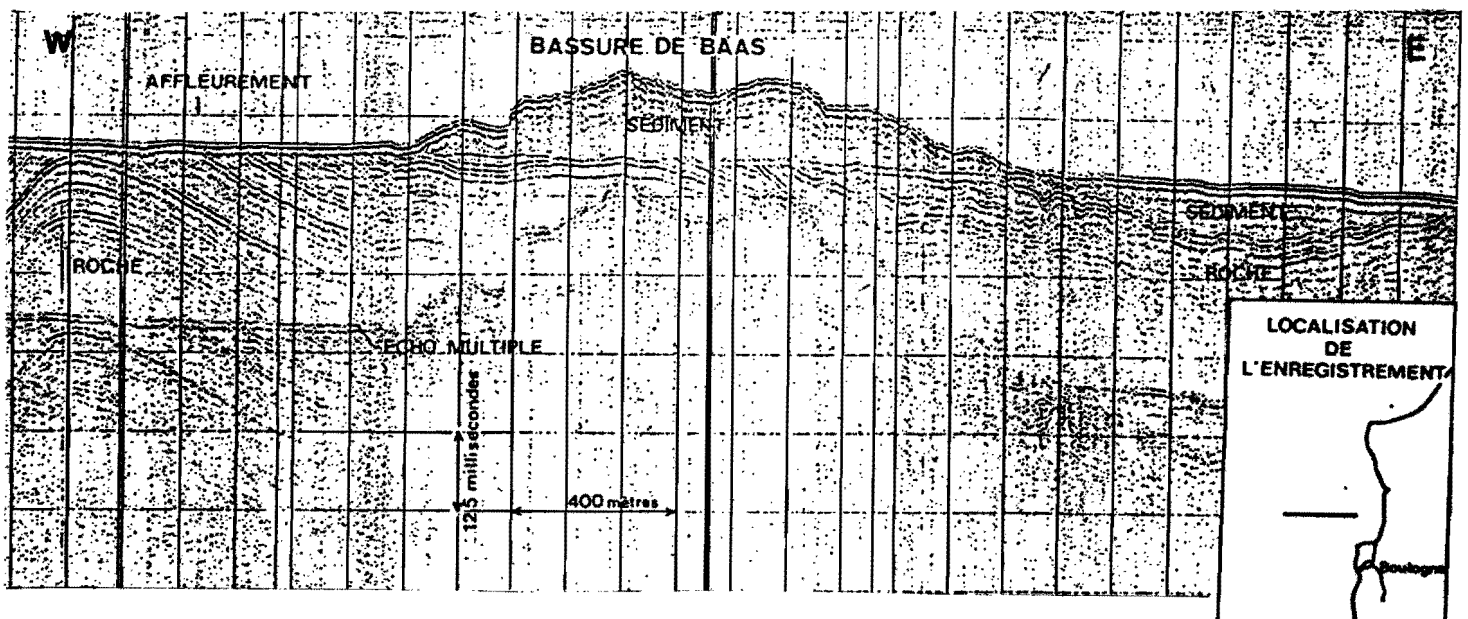 W
BASSURE DE BAAS
E
AFFLEUREMENT
SEDIMENT
SEDIMENT
ROCHE
ROCHE
ECHO MULTIPLE
12.5 millisecondes
400 mètres
LOCALISATION
DE
L'ENREGISTREMENT
Boulogne